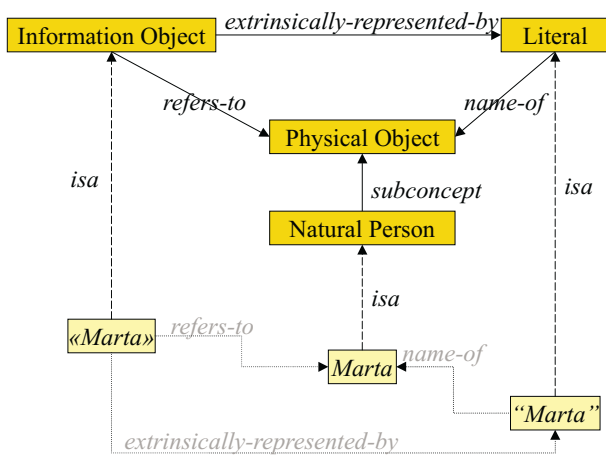 extrinsically-represented-by
Information Object
Literal
refers-to
name-of
Physical Object
isa
subconcept
isa
Natural Person
isa
refers-to
«Marta»
name-of
Marta
“Marta”
extrinsically-represented-by